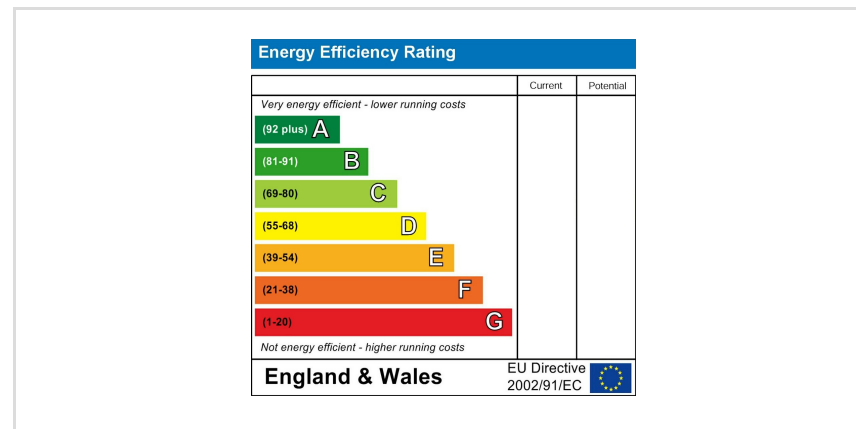 Energy Efficiency Rating
Current Potential
Very energy efficient - lower running costs
(92 plus) A
(81-91) B
(69-80) C
(55-68) D
(39-54) E
(21-38) F
(1-20) G
Not energy efficient - higher running costs
England & Wales
EU Directive
2002/91/EC